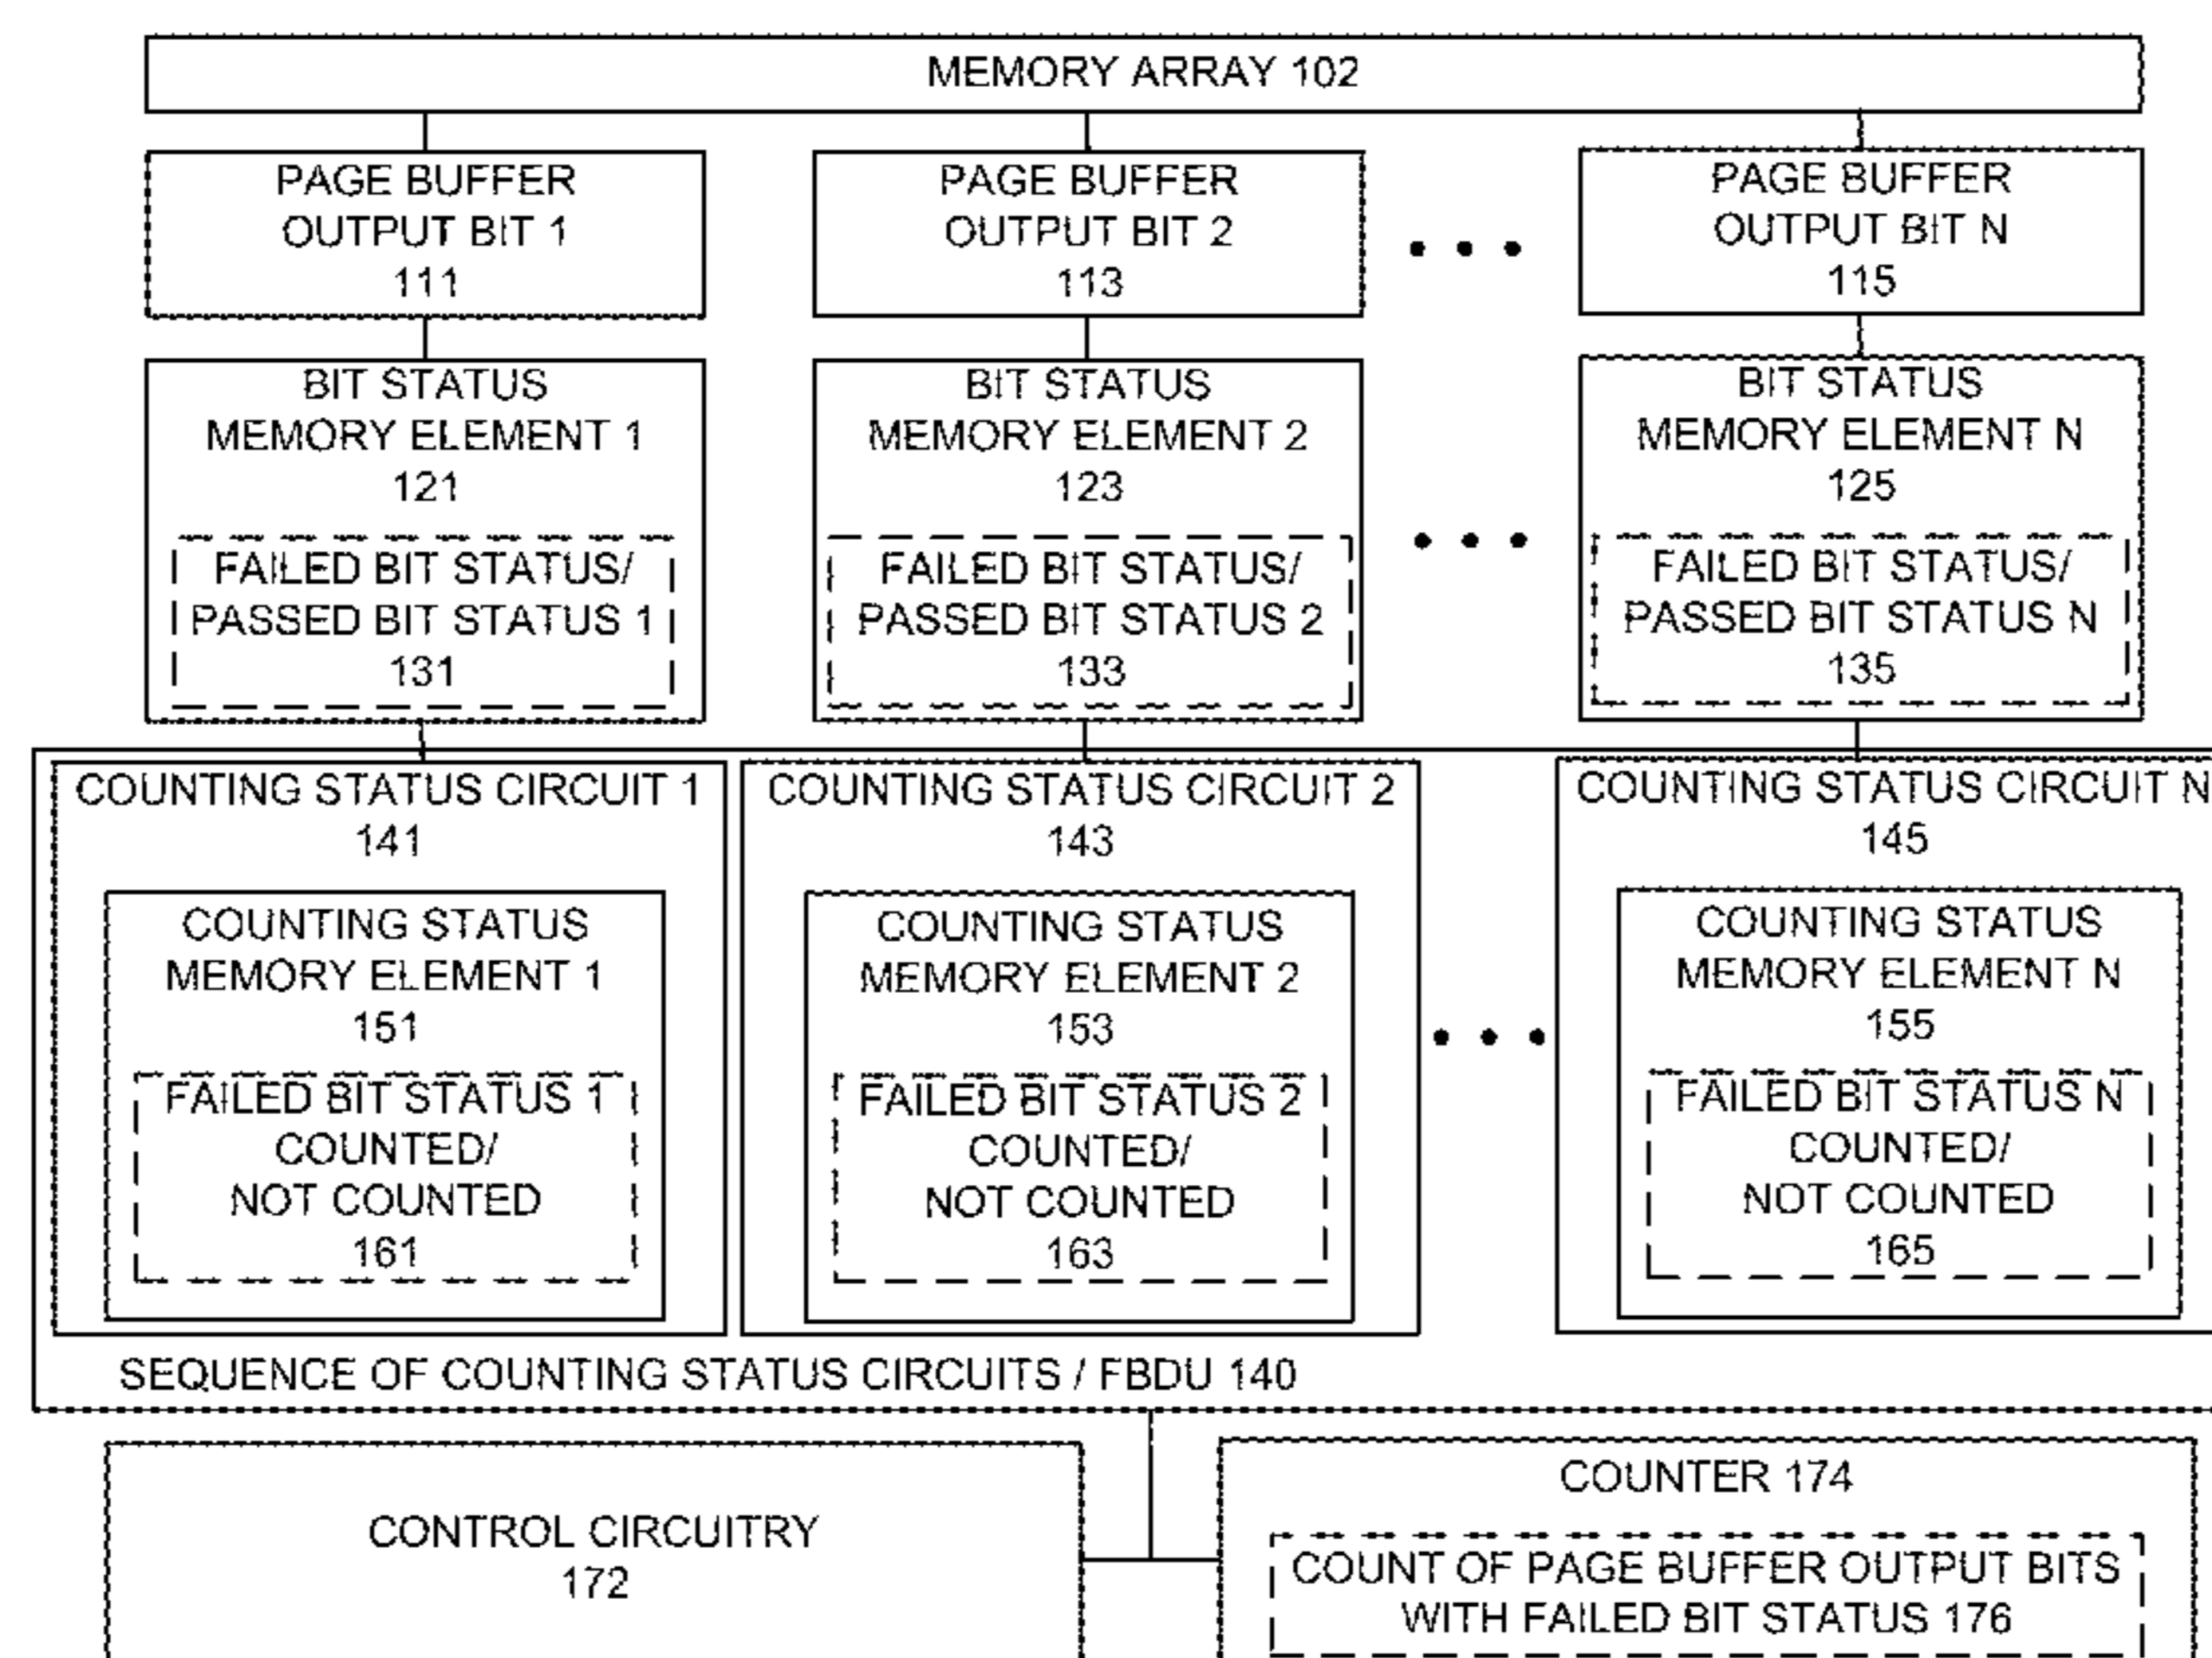 MEMORY ARRAY 102
PAGE BUFFER
OUTPUT BIT 1
111
PAGE BUFFER
OUTPUT BIT 2
113
• • •
PAGE BUFFER
OUTPUT BIT N
115
BIT STATUS
MEMORY ELEMENT 1
121
FAILED BIT STATUS/
PASSED BIT STATUS 1
131
BIT STATUS
MEMORY ELEMENT 2
123
FAILED BIT STATUS/
PASSED BIT STATUS 2
133
• • •
BIT STATUS
MEMORY ELEMENT N
125
FAILED BIT STATUS/
PASSED BIT STATUS N
135
COUNTING STATUS CIRCUIT 1
141
COUNTING STATUS
MEMORY ELEMENT 1
151
FAILED BIT STATUS 1
COUNTED/
NOT COUNTED
161
COUNTING STATUS CIRCUIT 2
143
COUNTING STATUS
MEMORY ELEMENT 2
153
FAILED BIT STATUS 2
COUNTED/
NOT COUNTED
163
• • •
COUNTING STATUS CIRCUIT N
145
COUNTING STATUS
MEMORY ELEMENT N
155
FAILED BIT STATUS N
COUNTED/
NOT COUNTED
165
SEQUENCE OF COUNTING STATUS CIRCUITS / FBDU 140
CONTROL CIRCUITRY
172
COUNTER 174
COUNT OF PAGE BUFFER OUTPUT BITS
WITH FAILED BIT STATUS 176